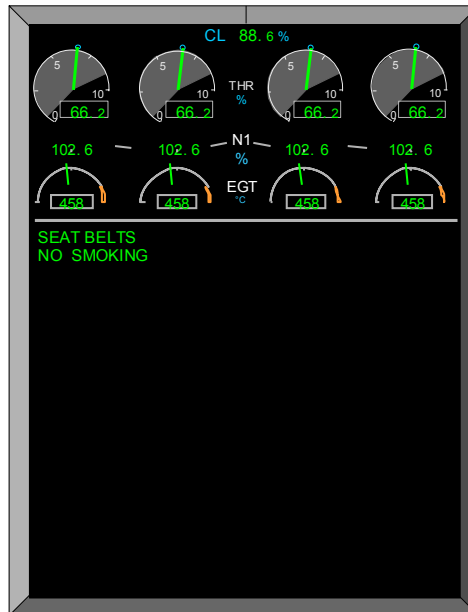 CL 88.6 %
5 5 5 5
THR
10 10 10 10
%
66.2 66.2 66.2 66.2
0 0 0 0
N1
102.6 102.6 102.6 102.6
%
EGT
°C
458 458 458 458
SEAT BELTS
NO SMOKING